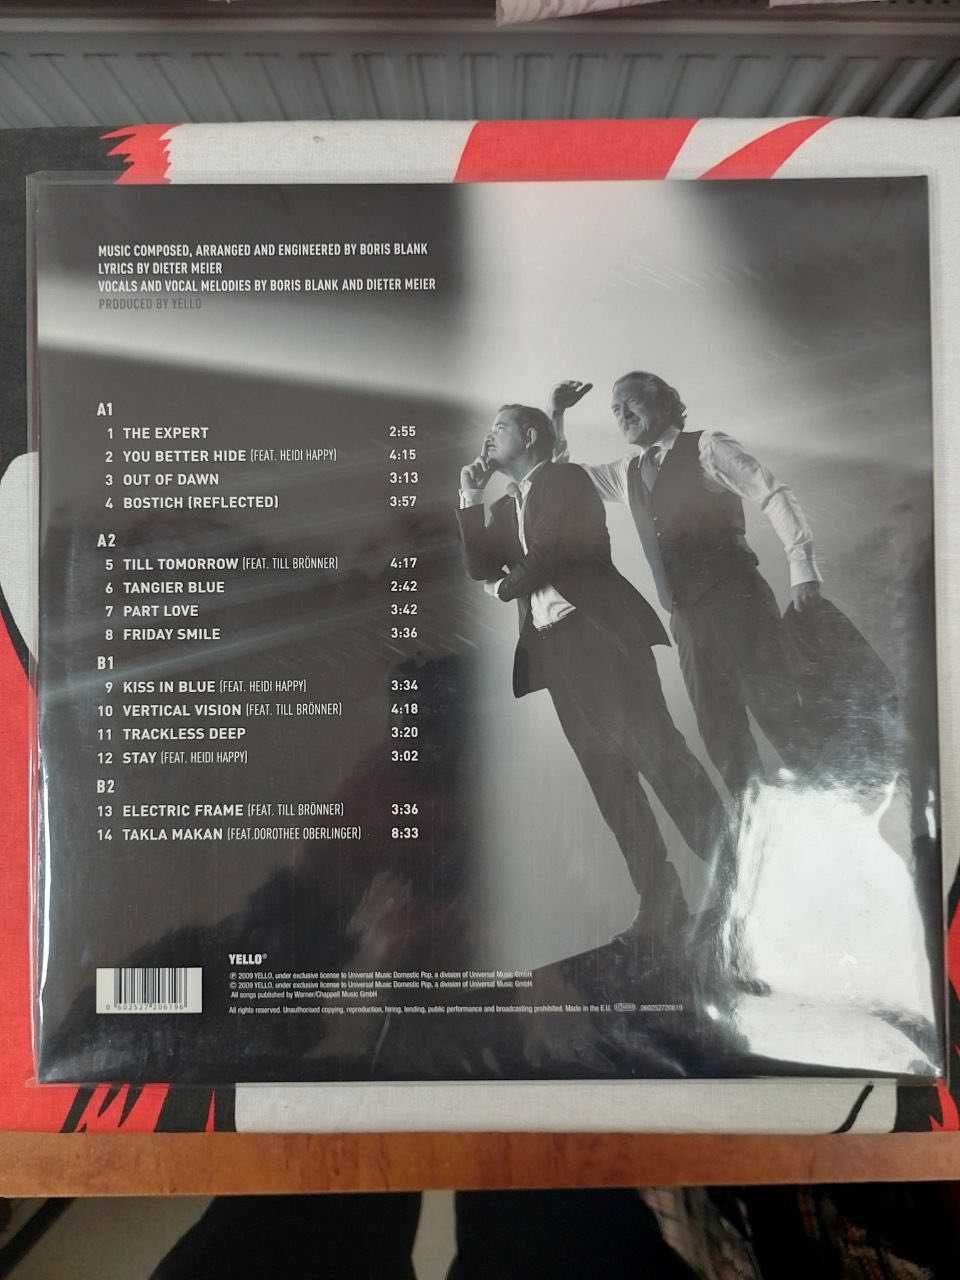 MUSIC COMPOSED, ARRANGED AND ENGINEERED BY BORIS BLANK
LYRICS BY DIETER MEIER
VOCALS AND VOCAL MELODIES BY BORIS BLANK AND DIETER MEIER
PRODUCED BY YELLO
A1
1 THE EXPERT 2:55
2 YOU BETTER HIDE (FEAT. HEIDI HAPPY) 4:15
3 OUT OF DAWN 3:13
4 BOSTICH (REFLECTED) 3:57
A2
5 TILL TOMORROW (FEAT. TILL BRÖNNER) 4:17
6 TANGIER BLUE 2:42
7 PART LOVE 3:42
8 FRIDAY SMILE 3:36
B1
9 KISS IN BLUE (FEAT. HEIDI HAPPY) 3:34
10 VERTICAL VISION (FEAT. TILL BRÖNNER) 4:18
11 TRACKLESS DEEP 3:20
12 STAY (FEAT. HEIDI HAPPY) 3:02
B2
13 ELECTRIC FRAME (FEAT. TILL BRÖNNER) 3:36
14 TAKLA MAKAN (FEAT.DOROTHEE OBERLINGER) 8:33
YELLO®
℗ 2009 YELLO, under exclusive license to Universal Music Domestic Pop, a division of Universal Music GmbH
© 2009 YELLO, under exclusive license to Universal Music Domestic Pop, a division of Universal Music GmbH
All songs published by Warner/Chappell Music GmbH
All rights reserved. Unauthorised copying, reproduction, hiring, lending, public performance and broadcasting prohibited. Made in the E.U.
0 602527 206196